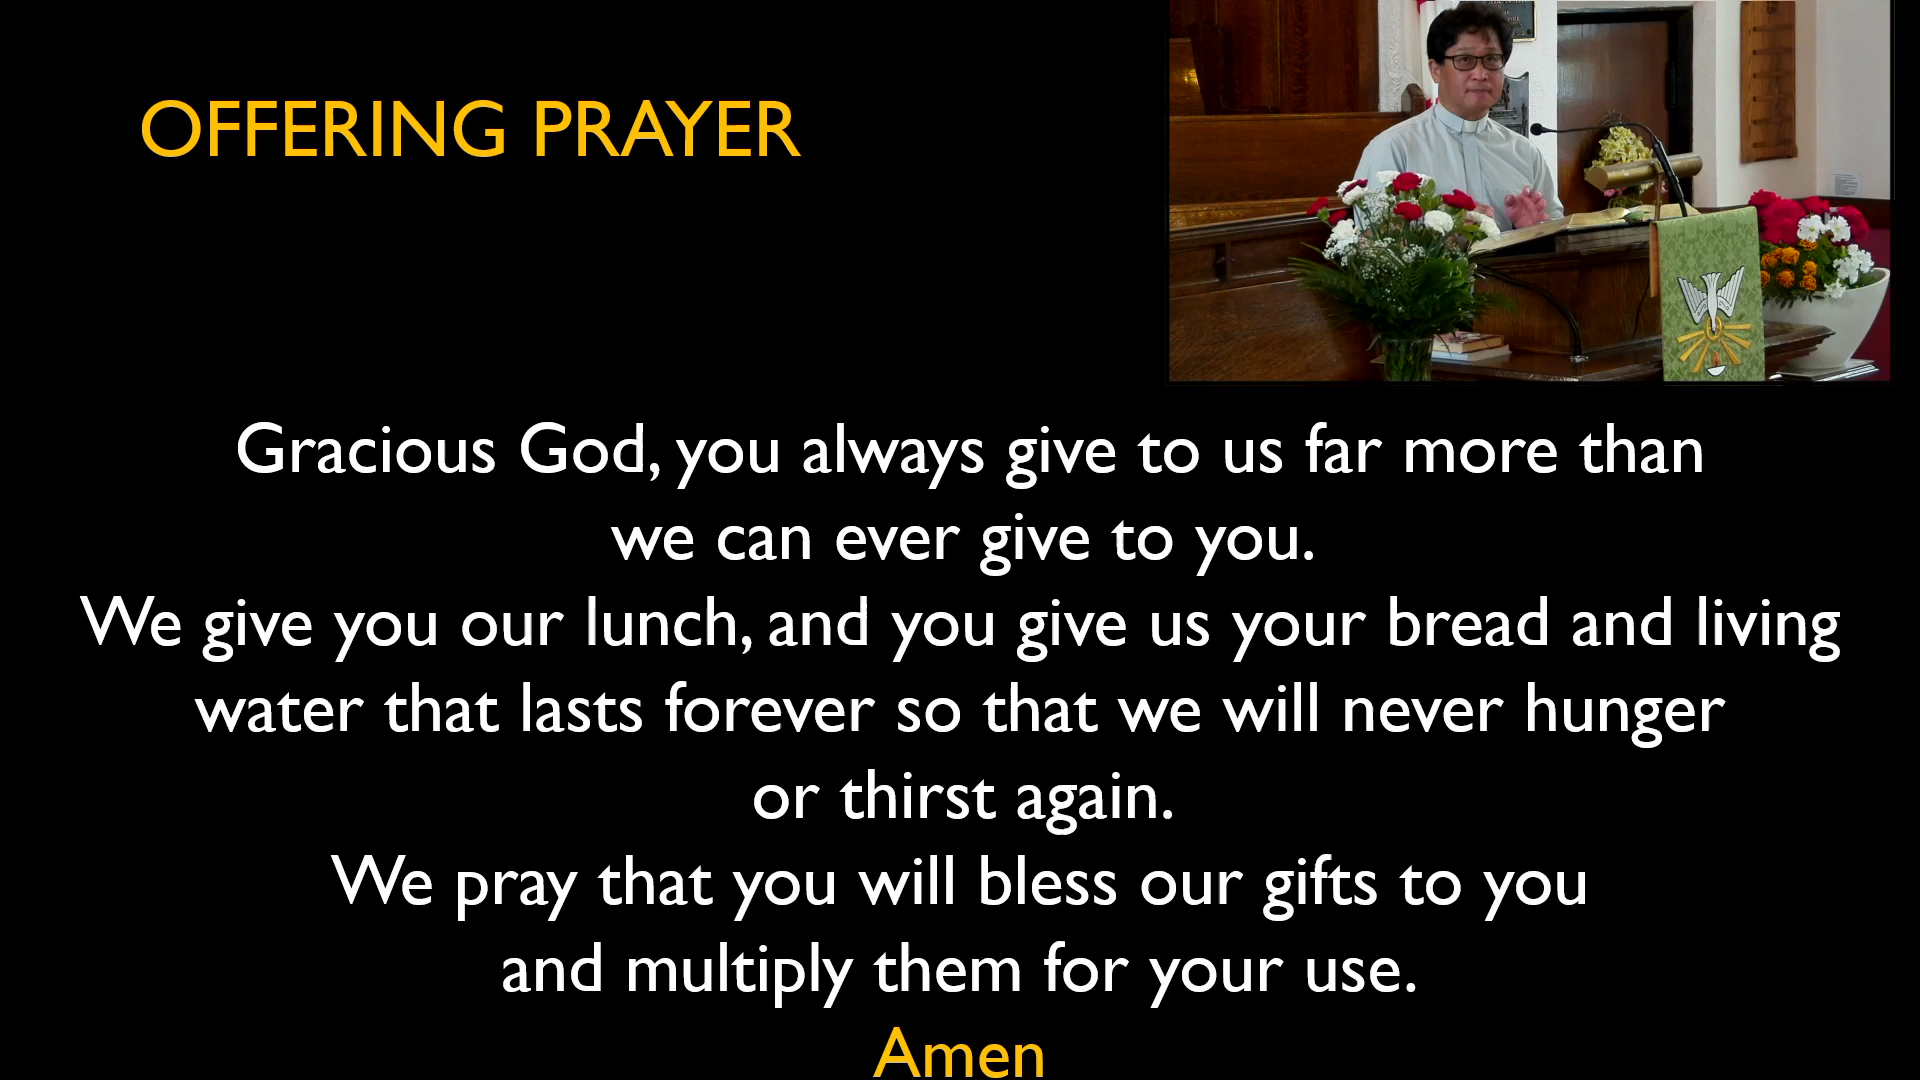 OFFERING PRAYER
Gracious God, you always give to us far more than
we can ever give to you.
We give you our lunch, and you give us your bread and living
water that lasts forever so that we will never hunger
or thirst again.
We pray that you will bless our gifts to you
and multiply them for your use.
Amen